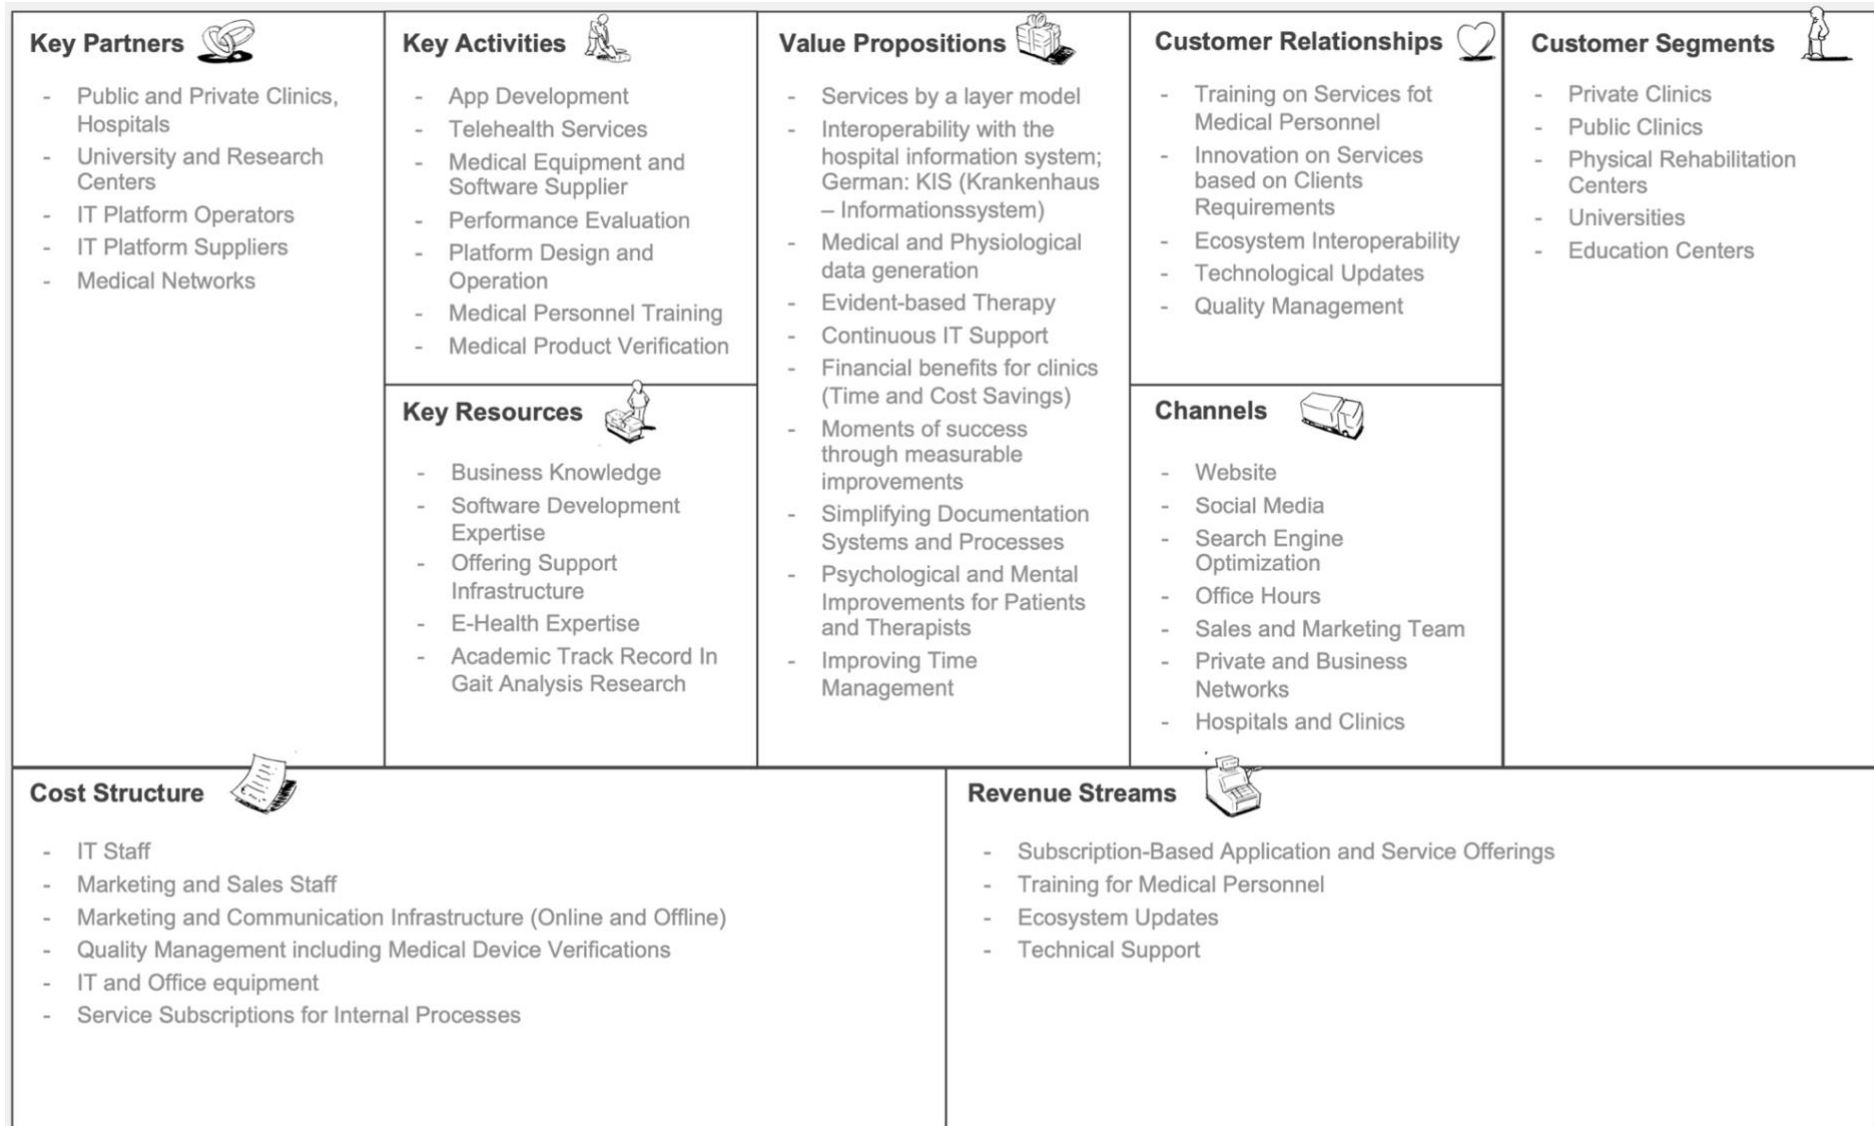 Key Partners
- Public and Private Clinics,
Hospitals
- University and Research
Centers
- IT Platform Operators
- IT Platform Suppliers
- Medical Networks
Key Activities
- App Development
- Telehealth Services
- Medical Equipment and
Software Supplier
- Performance Evaluation
- Platform Design and
Operation
- Medical Personnel Training
- Medical Product Verification
Key Resources
- Business Knowledge
- Software Development
Expertise
- Offering Support
Infrastructure
- E-Health Expertise
- Academic Track Record In
Gait Analysis Research
Value Propositions
- Services by a layer model
- Interoperability with the
hospital information system;
German: KIS (Krankenhaus
– Informationssystem)
- Medical and Physiological
data generation
- Evident-based Therapy
- Continuous IT Support
- Financial benefits for clinics
(Time and Cost Savings)
- Moments of success
through measurable
improvements
- Simplifying Documentation
Systems and Processes
- Psychological and Mental
Improvements for Patients
and Therapists
- Improving Time
Management
Customer Relationships
- Training on Services fot
Medical Personnel
- Innovation on Services
based on Clients
Requirements
- Ecosystem Interoperability
- Technological Updates
- Quality Management
Channels
- Website
- Social Media
- Search Engine
Optimization
- Office Hours
- Sales and Marketing Team
- Private and Business
Networks
- Hospitals and Clinics
Customer Segments
- Private Clinics
- Public Clinics
- Physical Rehabilitation
Centers
- Universities
- Education Centers
Cost Structure
- IT Staff
- Marketing and Sales Staff
- Marketing and Communication Infrastructure (Online and Offline)
- Quality Management including Medical Device Verifications
- IT and Office equipment
- Service Subscriptions for Internal Processes
Revenue Streams
- Subscription-Based Application and Service Offerings
- Training for Medical Personnel
- Ecosystem Updates
- Technical Support